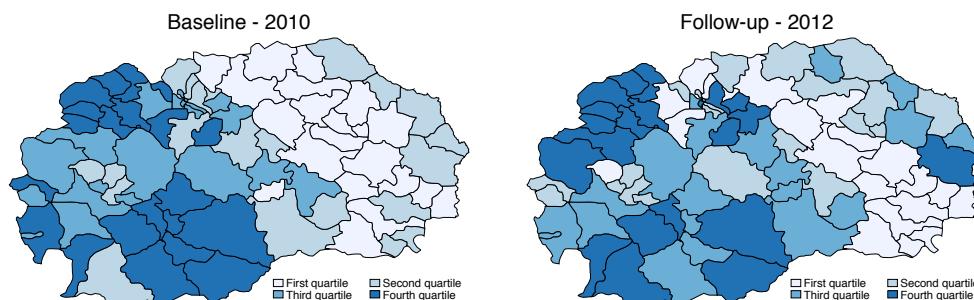 Baseline - 2010
First quartile Second quartile
Third quartile Fourth quartile
Follow-up - 2012
First quartile Second quartile
Third quartile Fourth quartile